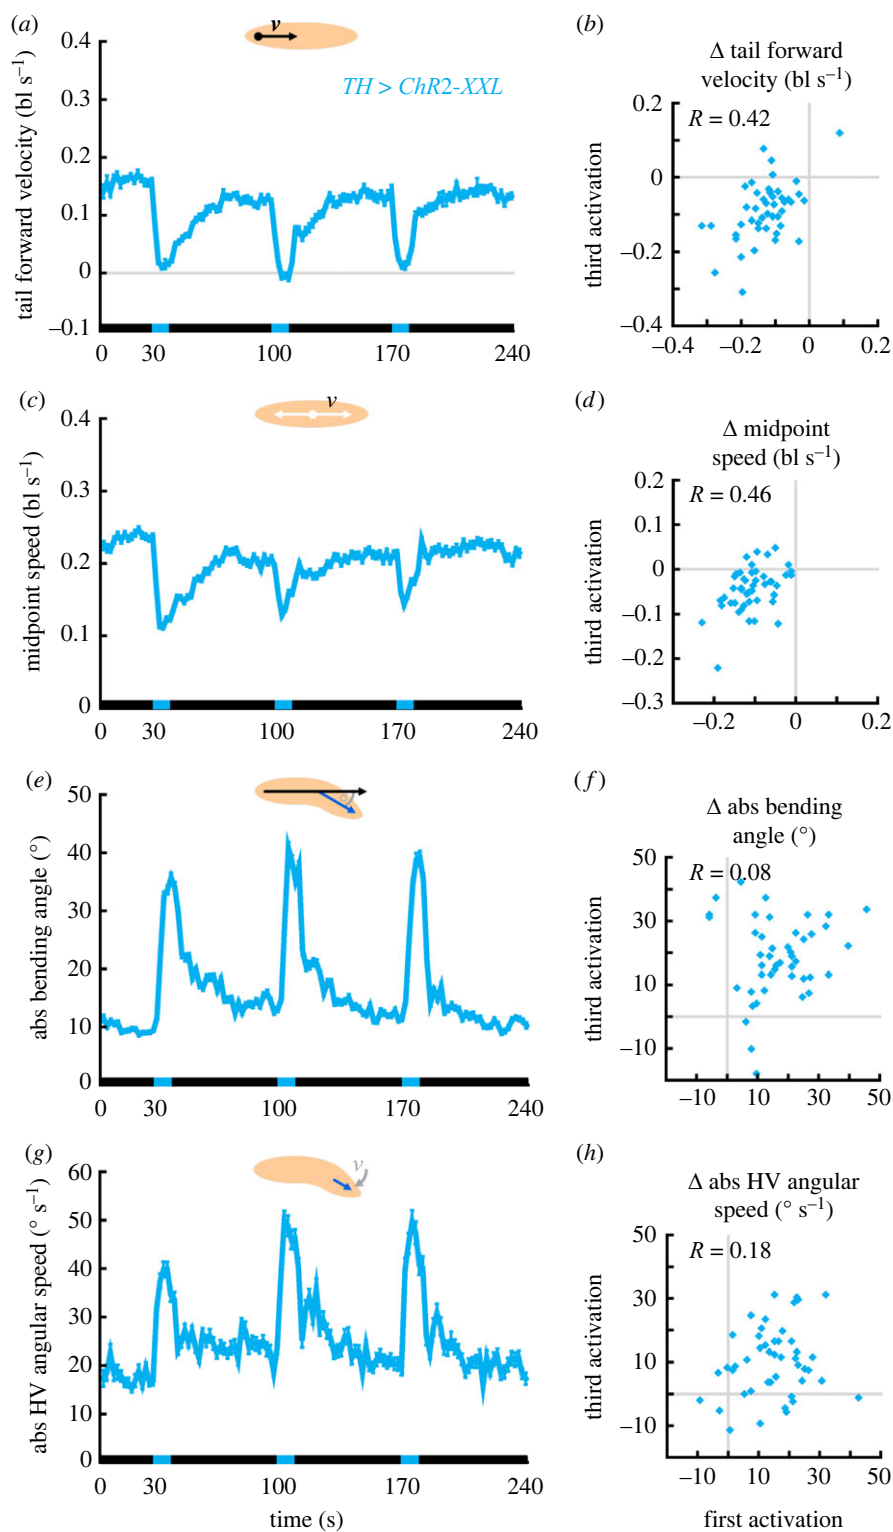 (a)
v
TH > ChR2-XXL
tail forward velocity (bl s⁻¹)
0.4
0.3
0.2
0.1
0
–0.1
0 30 100 170 240
(b)
Δ tail forward
velocity (bl s⁻¹)
R = 0.42
third activation
0.2
0
–0.2
–0.4
–0.4 –0.2 0 0.2
(c)
v
midpoint speed (bl s⁻¹)
0.4
0.3
0.2
0.1
0
0 30 100 170 240
(d)
Δ midpoint
speed (bl s⁻¹)
R = 0.46
third activation
0.2
0.1
0
–0.1
–0.2
–0.3
–0.2 0 0.2
(e)
abs bending angle (°)
50
40
30
20
10
0
0 30 100 170 240
(f)
Δ abs bending
angle (°)
R = 0.08
third activation
50
30
10
–10
–10 10 30 50
(g)
v
abs HV angular speed (° s⁻¹)
60
50
40
30
20
10
0
0 30 100 170 240
time (s)
(h)
Δ abs HV angular
speed (° s⁻¹)
R = 0.18
third activation
50
30
10
–10
–10 10 30 50
first activation